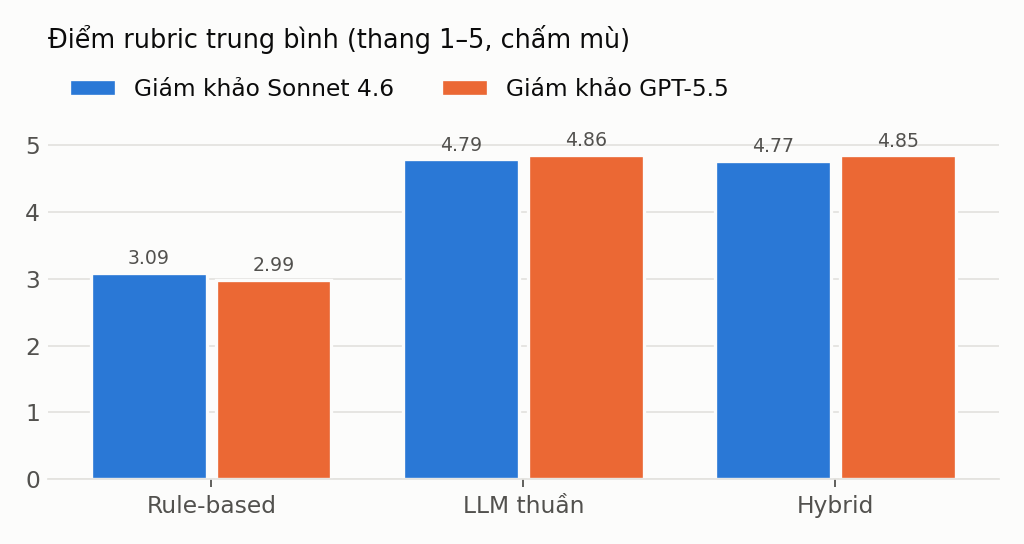 Điểm rubric trung bình (thang 1–5, chấm mù)
Giám khảo Sonnet 4.6 Giám khảo GPT-5.5
5
4
3
2
1
0
3.09 2.99 4.79 4.86 4.77 4.85
Rule-based LLM thuần Hybrid